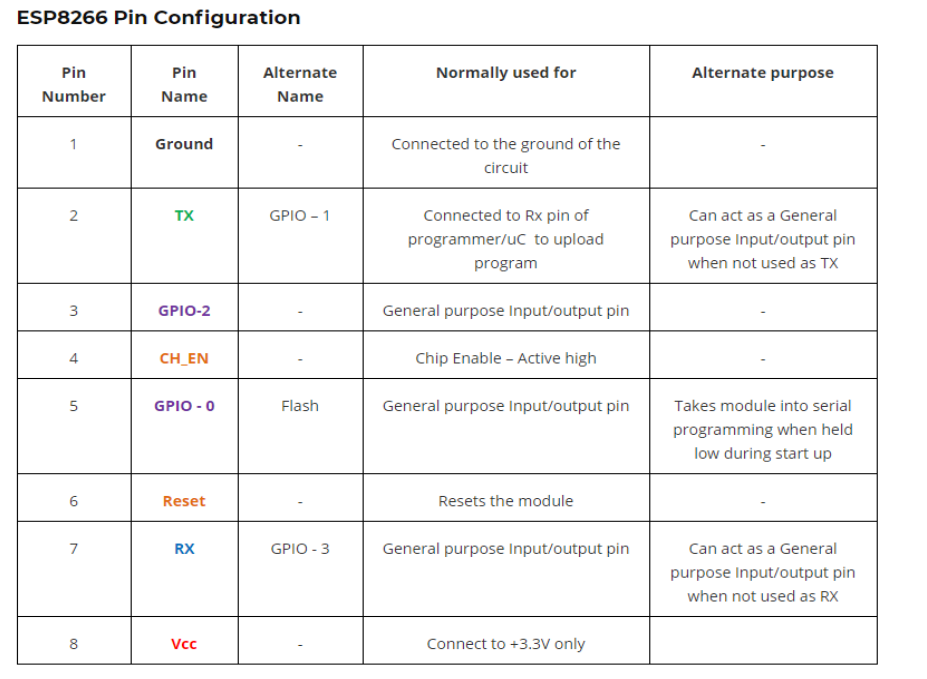 ESP8266 Pin Configuration
Pin Number | Pin Name | Alternate Name | Normally used for | Alternate purpose
1 | Ground | - | Connected to the ground of the circuit | -
2 | TX | GPIO – 1 | Connected to Rx pin of programmer/uC to upload program | Can act as a General purpose Input/output pin when not used as TX
3 | GPIO-2 | - | General purpose Input/output pin | -
4 | CH_EN | - | Chip Enable – Active high | -
5 | GPIO - 0 | Flash | General purpose Input/output pin | Takes module into serial programming when held low during start up
6 | Reset | - | Resets the module | -
7 | RX | GPIO - 3 | General purpose Input/output pin | Can act as a General purpose Input/output pin when not used as RX
8 | Vcc | - | Connect to +3.3V only |